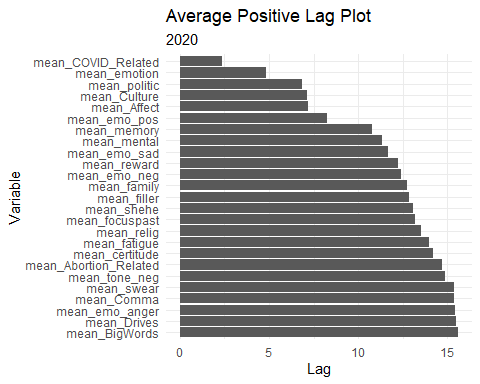 Average Positive Lag Plot
2020
Variable
mean_COVID_Related
mean_emotion
mean_politic
mean_Culture
mean_Affect
mean_emo_pos
mean_memory
mean_mental
mean_emo_sad
mean_reward
mean_emo_neg
mean_family
mean_filler
mean_shehe
mean_focuspast
mean_relig
mean_fatigue
mean_certitude
mean_Abortion_Related
mean_tone_neg
mean_swear
mean_Comma
mean_emo_anger
mean_Drives
mean_BigWords
0 5 10 15
Lag